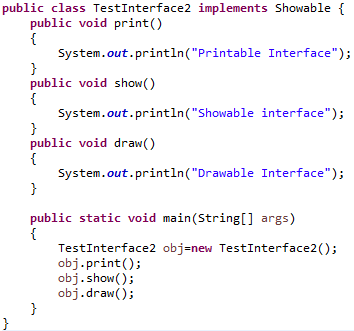 public class TestInterface2 implements Showable {
public void print()
{
System.out.println("Printable Interface");
}
public void show()
{
System.out.println("Showable interface");
}
public void draw()
{
System.out.println("Drawable Interface");
}
public static void main(String[] args)
{
TestInterface2 obj=new TestInterface2();
obj.print();
obj.show();
obj.draw();
}
}